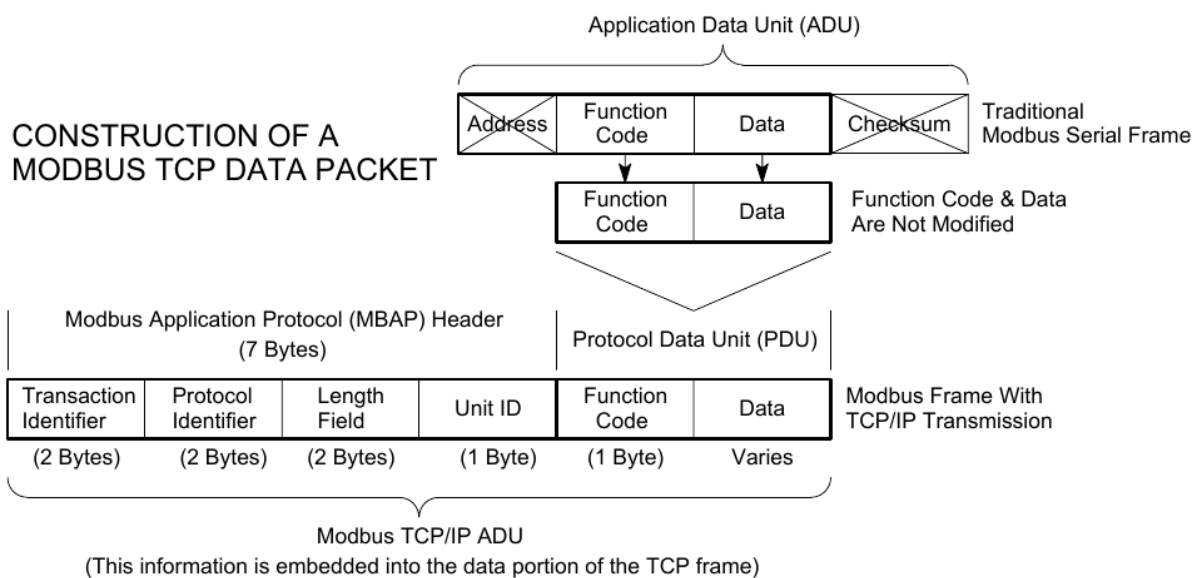 Application Data Unit (ADU)
CONSTRUCTION OF A
MODBUS TCP DATA PACKET
Address
Function
Code
Data
Checksum
Traditional
Modbus Serial Frame
Function
Code
Data
Function Code & Data
Are Not Modified
Modbus Application Protocol (MBAP) Header
(7 Bytes)
Protocol Data Unit (PDU)
Transaction
Identifier
Protocol
Identifier
Length
Field
Unit ID
Function
Code
Data
Modbus Frame With
TCP/IP Transmission
(2 Bytes)
(2 Bytes)
(2 Bytes)
(1 Byte)
(1 Byte)
Varies
Modbus TCP/IP ADU
(This information is embedded into the data portion of the TCP frame)